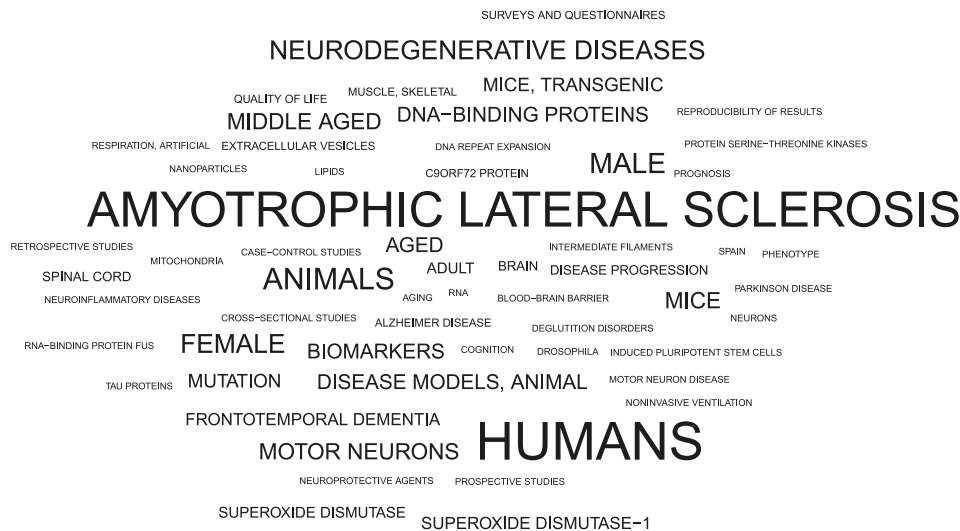 SURVEYS AND QUESTIONNAIRES
NEURODEGENERATIVE DISEASES
MUSCLE, SKELETAL
MICE, TRANSGENIC
QUALITY OF LIFE
MIDDLE AGED
DNA−BINDING PROTEINS
REPRODUCIBILITY OF RESULTS
RESPIRATION, ARTIFICIAL
EXTRACELLULAR VESICLES
DNA REPEAT EXPANSION
PROTEIN SERINE−THREONINE KINASES
NANOPARTICLES
LIPIDS
C9ORF72 PROTEIN
MALE
PROGNOSIS
AMYOTROPHIC LATERAL SCLEROSIS
RETROSPECTIVE STUDIES
MITOCHONDRIA
CASE−CONTROL STUDIES
AGED
INTERMEDIATE FILAMENTS
SPAIN
PHENOTYPE
SPINAL CORD
ANIMALS
ADULT
BRAIN
DISEASE PROGRESSION
NEUROINFLAMMATORY DISEASES
AGING
RNA
BLOOD−BRAIN BARRIER
MICE
PARKINSON DISEASE
CROSS−SECTIONAL STUDIES
ALZHEIMER DISEASE
DEGLUTITION DISORDERS
NEURONS
RNA−BINDING PROTEIN FUS
FEMALE
BIOMARKERS
COGNITION
DROSOPHILA
INDUCED PLURIPOTENT STEM CELLS
TAU PROTEINS
MUTATION
DISEASE MODELS, ANIMAL
MOTOR NEURON DISEASE
NONINVASIVE VENTILATION
FRONTOTEMPORAL DEMENTIA
MOTOR NEURONS
HUMANS
NEUROPROTECTIVE AGENTS
PROSPECTIVE STUDIES
SUPEROXIDE DISMUTASE
SUPEROXIDE DISMUTASE−1